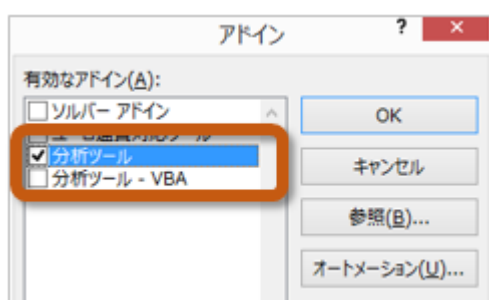 アドイン
? ×
有効なアドイン(A):
ソルバー アドイン
分析ツール
分析ツール - VBA
OK
キャンセル
参照(B)...
オートメーション(U)...